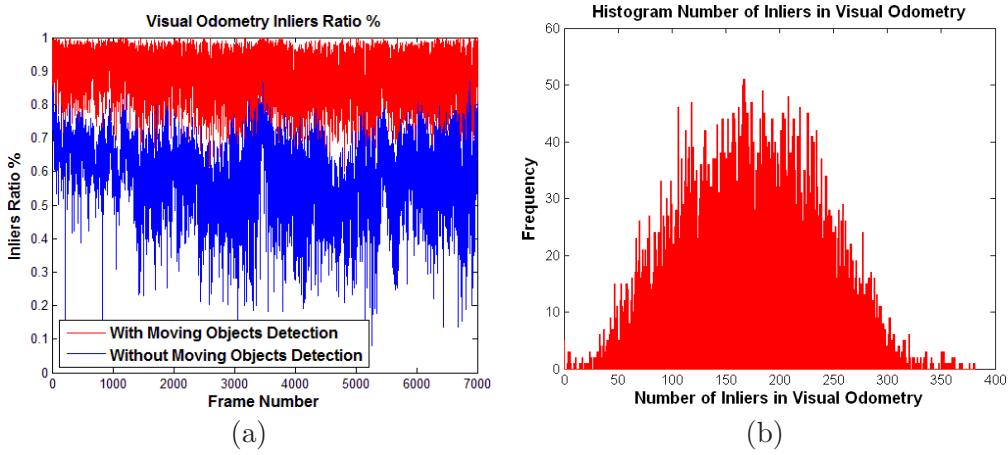 Visual Odometry Inliers Ratio %
1
0.9
0.8
0.7
0.6
0.5
0.4
0.3
0.2
0.1
0
Inliers Ratio %
With Moving Objects Detection
Without Moving Objects Detection
0 1000 2000 3000 4000 5000 6000 7000
Frame Number
(a)
Histogram Number of Inliers in Visual Odometry
60
50
40
30
20
10
0
Frequency
0 50 100 150 200 250 300 350 400
Number of Inliers in Visual Odometry
(b)